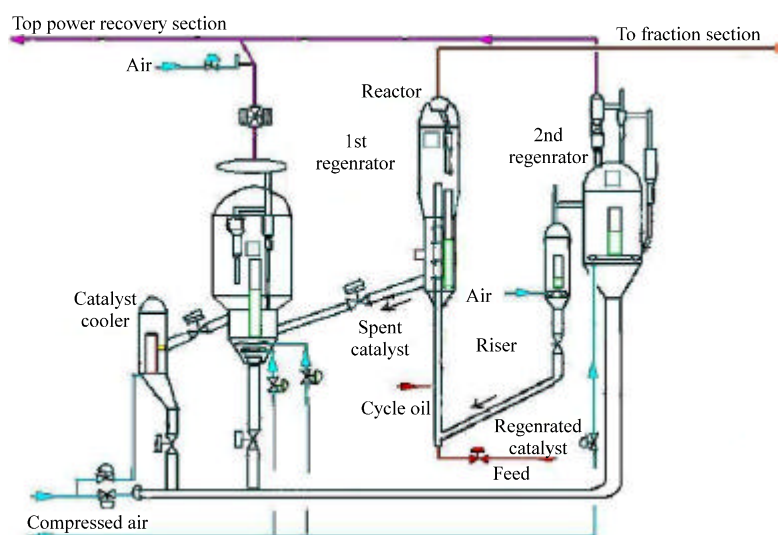 Top power recovery section
To fraction section
Air
Reactor
1st
regenrator
2nd
regenrator
Catalyst
cooler
Air
Spent
catalyst
Riser
Cycle oil
Regenrated
catalyst
Feed
Compressed air